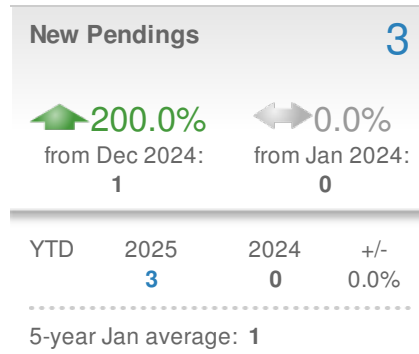 New Pendings 3
200.0% 0.0%
from Dec 2024: from Jan 2024:
1 0
YTD 2025 2024 +/-
3 0 0.0%
5-year Jan average: 1